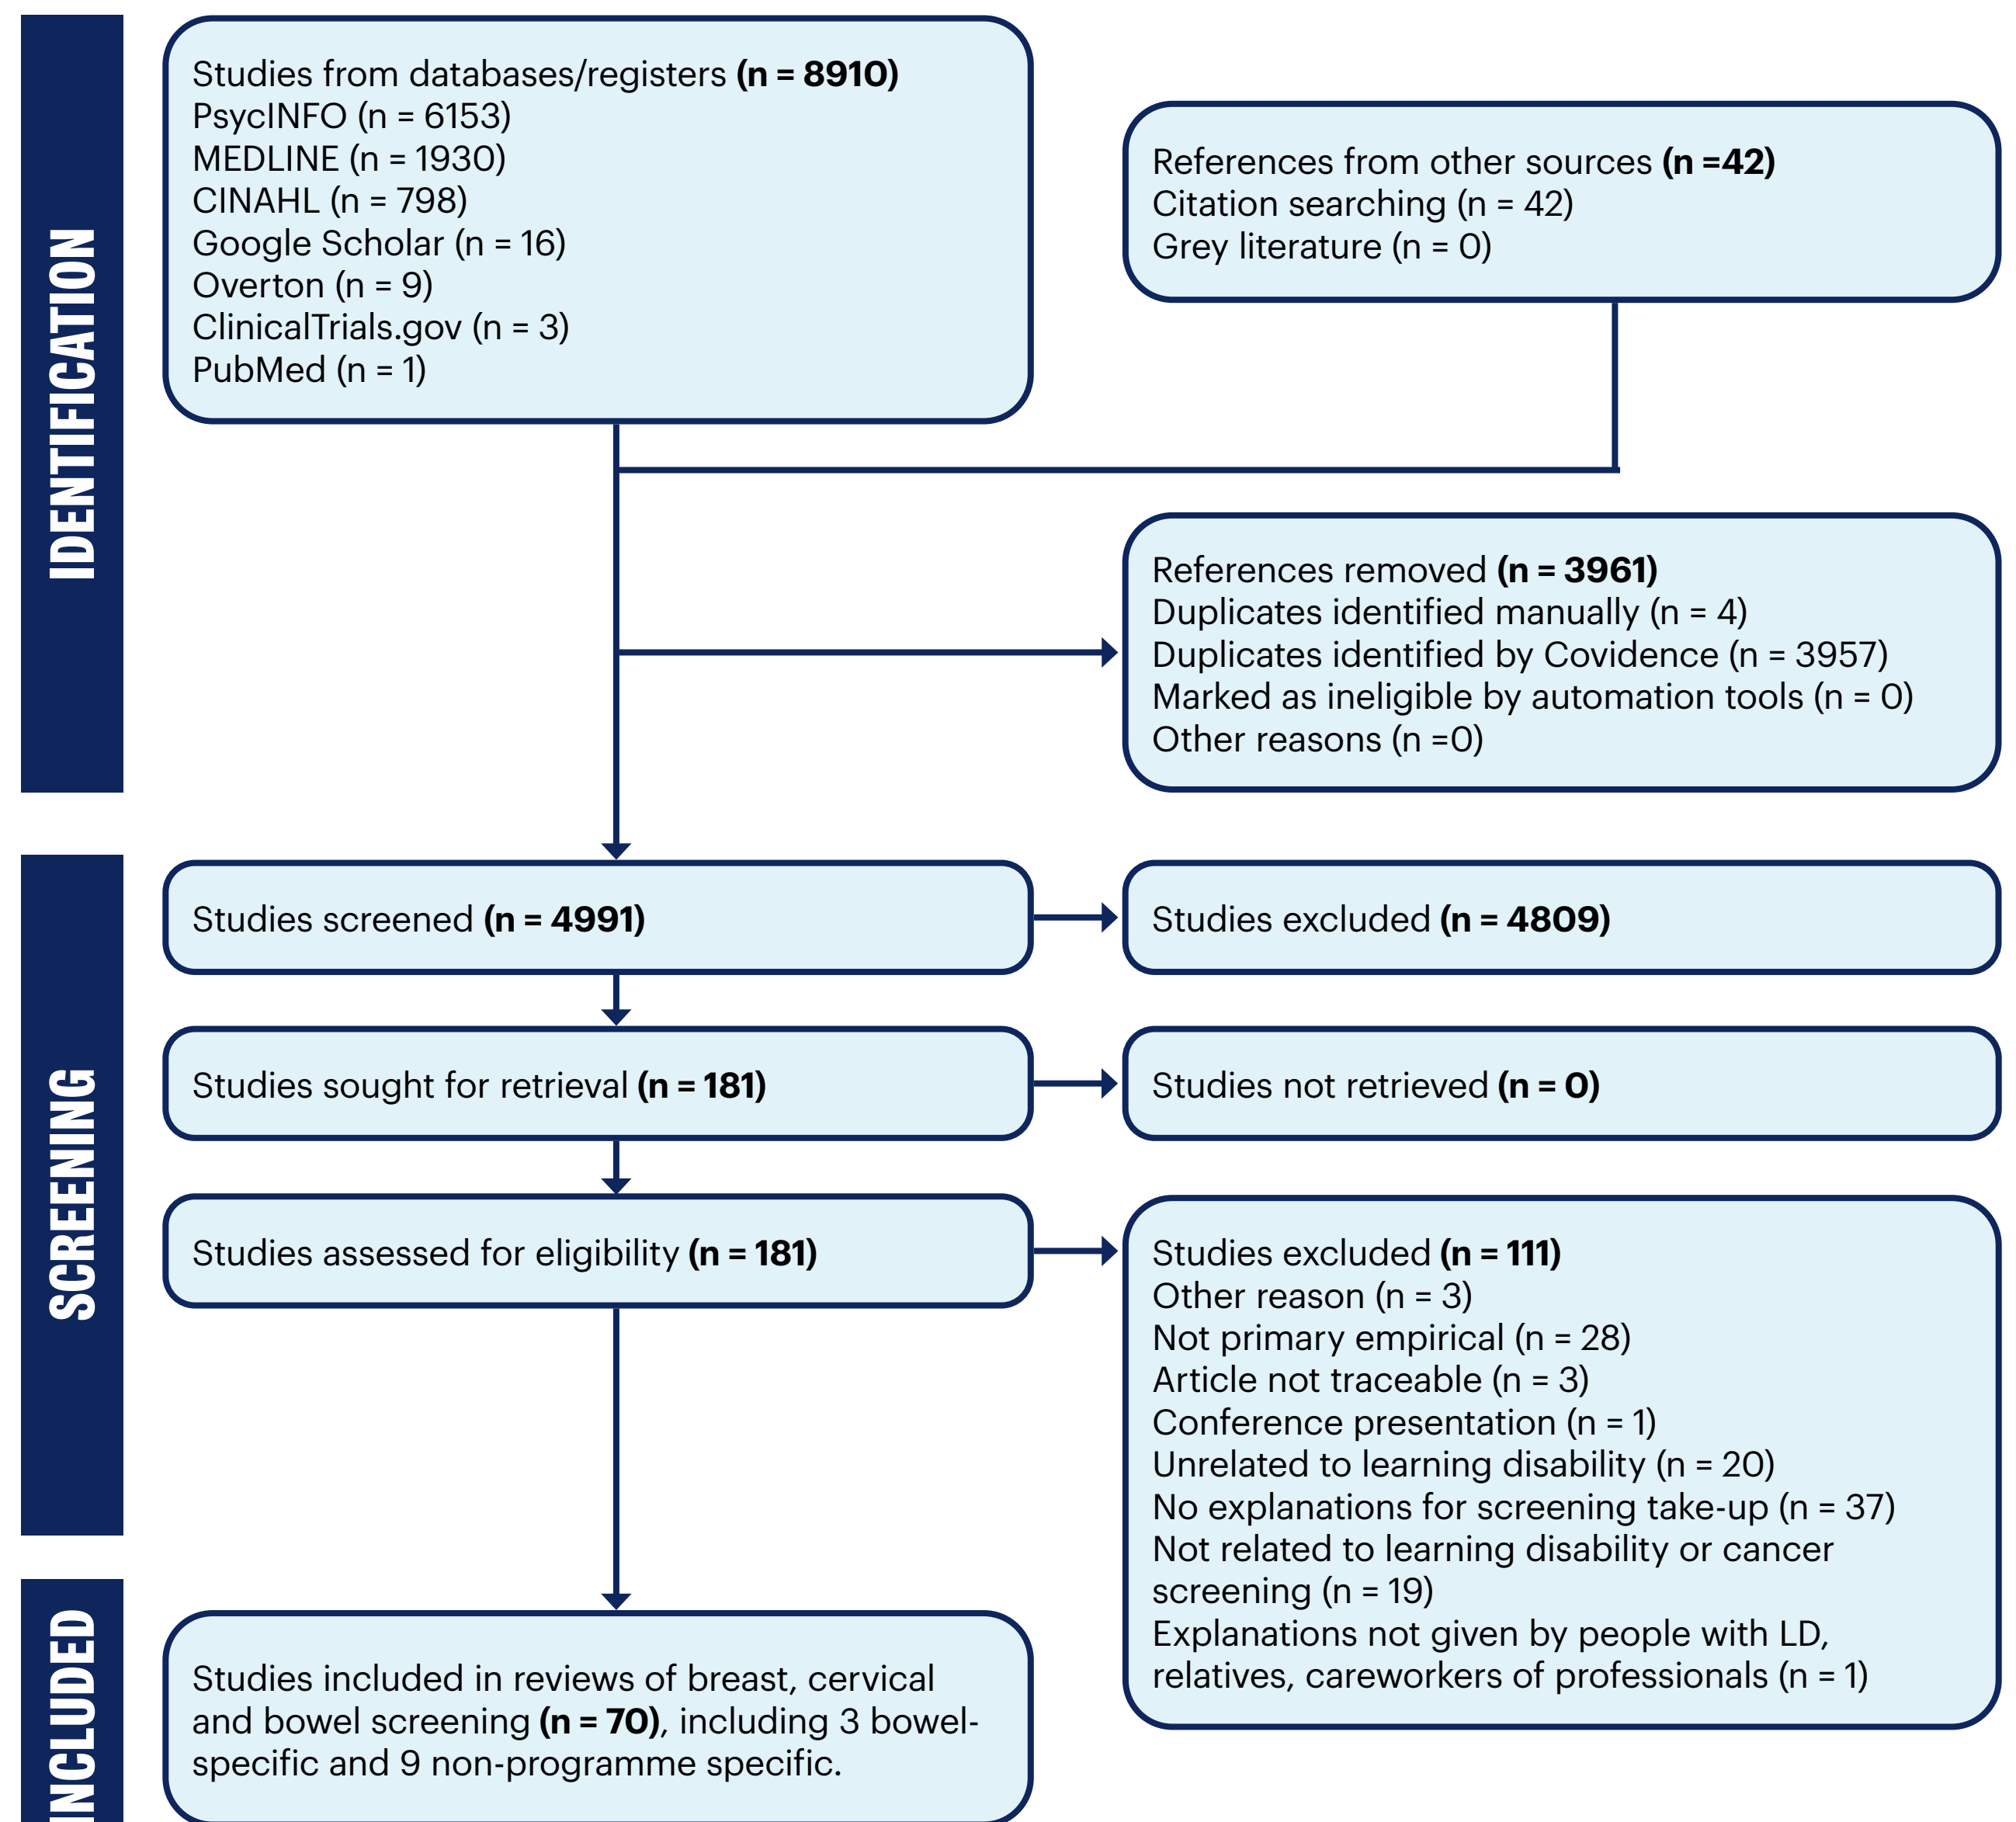 IDENTIFICATION
Studies from databases/registers (n = 8910)
PsycINFO (n = 6153)
MEDLINE (n = 1930)
CINAHL (n = 798)
Google Scholar (n = 16)
Overton (n = 9)
ClinicalTrials.gov (n = 3)
PubMed (n = 1)
References from other sources (n =42)
Citation searching (n = 42)
Grey literature (n = 0)
References removed (n = 3961)
Duplicates identified manually (n = 4)
Duplicates identified by Covidence (n = 3957)
Marked as ineligible by automation tools (n = 0)
Other reasons (n =0)
SCREENING
Studies screened (n = 4991)
Studies excluded (n = 4809)
Studies sought for retrieval (n = 181)
Studies not retrieved (n = 0)
Studies assessed for eligibility (n = 181)
Studies excluded (n = 111)
Other reason (n = 3)
Not primary empirical (n = 28)
Article not traceable (n = 3)
Conference presentation (n = 1)
Unrelated to learning disability (n = 20)
No explanations for screening take-up (n = 37)
Not related to learning disability or cancer
screening (n = 19)
Explanations not given by people with LD,
relatives, careworkers of professionals (n = 1)
INCLUDED
Studies included in reviews of breast, cervical
and bowel screening (n = 70), including 3 bowel-
specific and 9 non-programme specific.